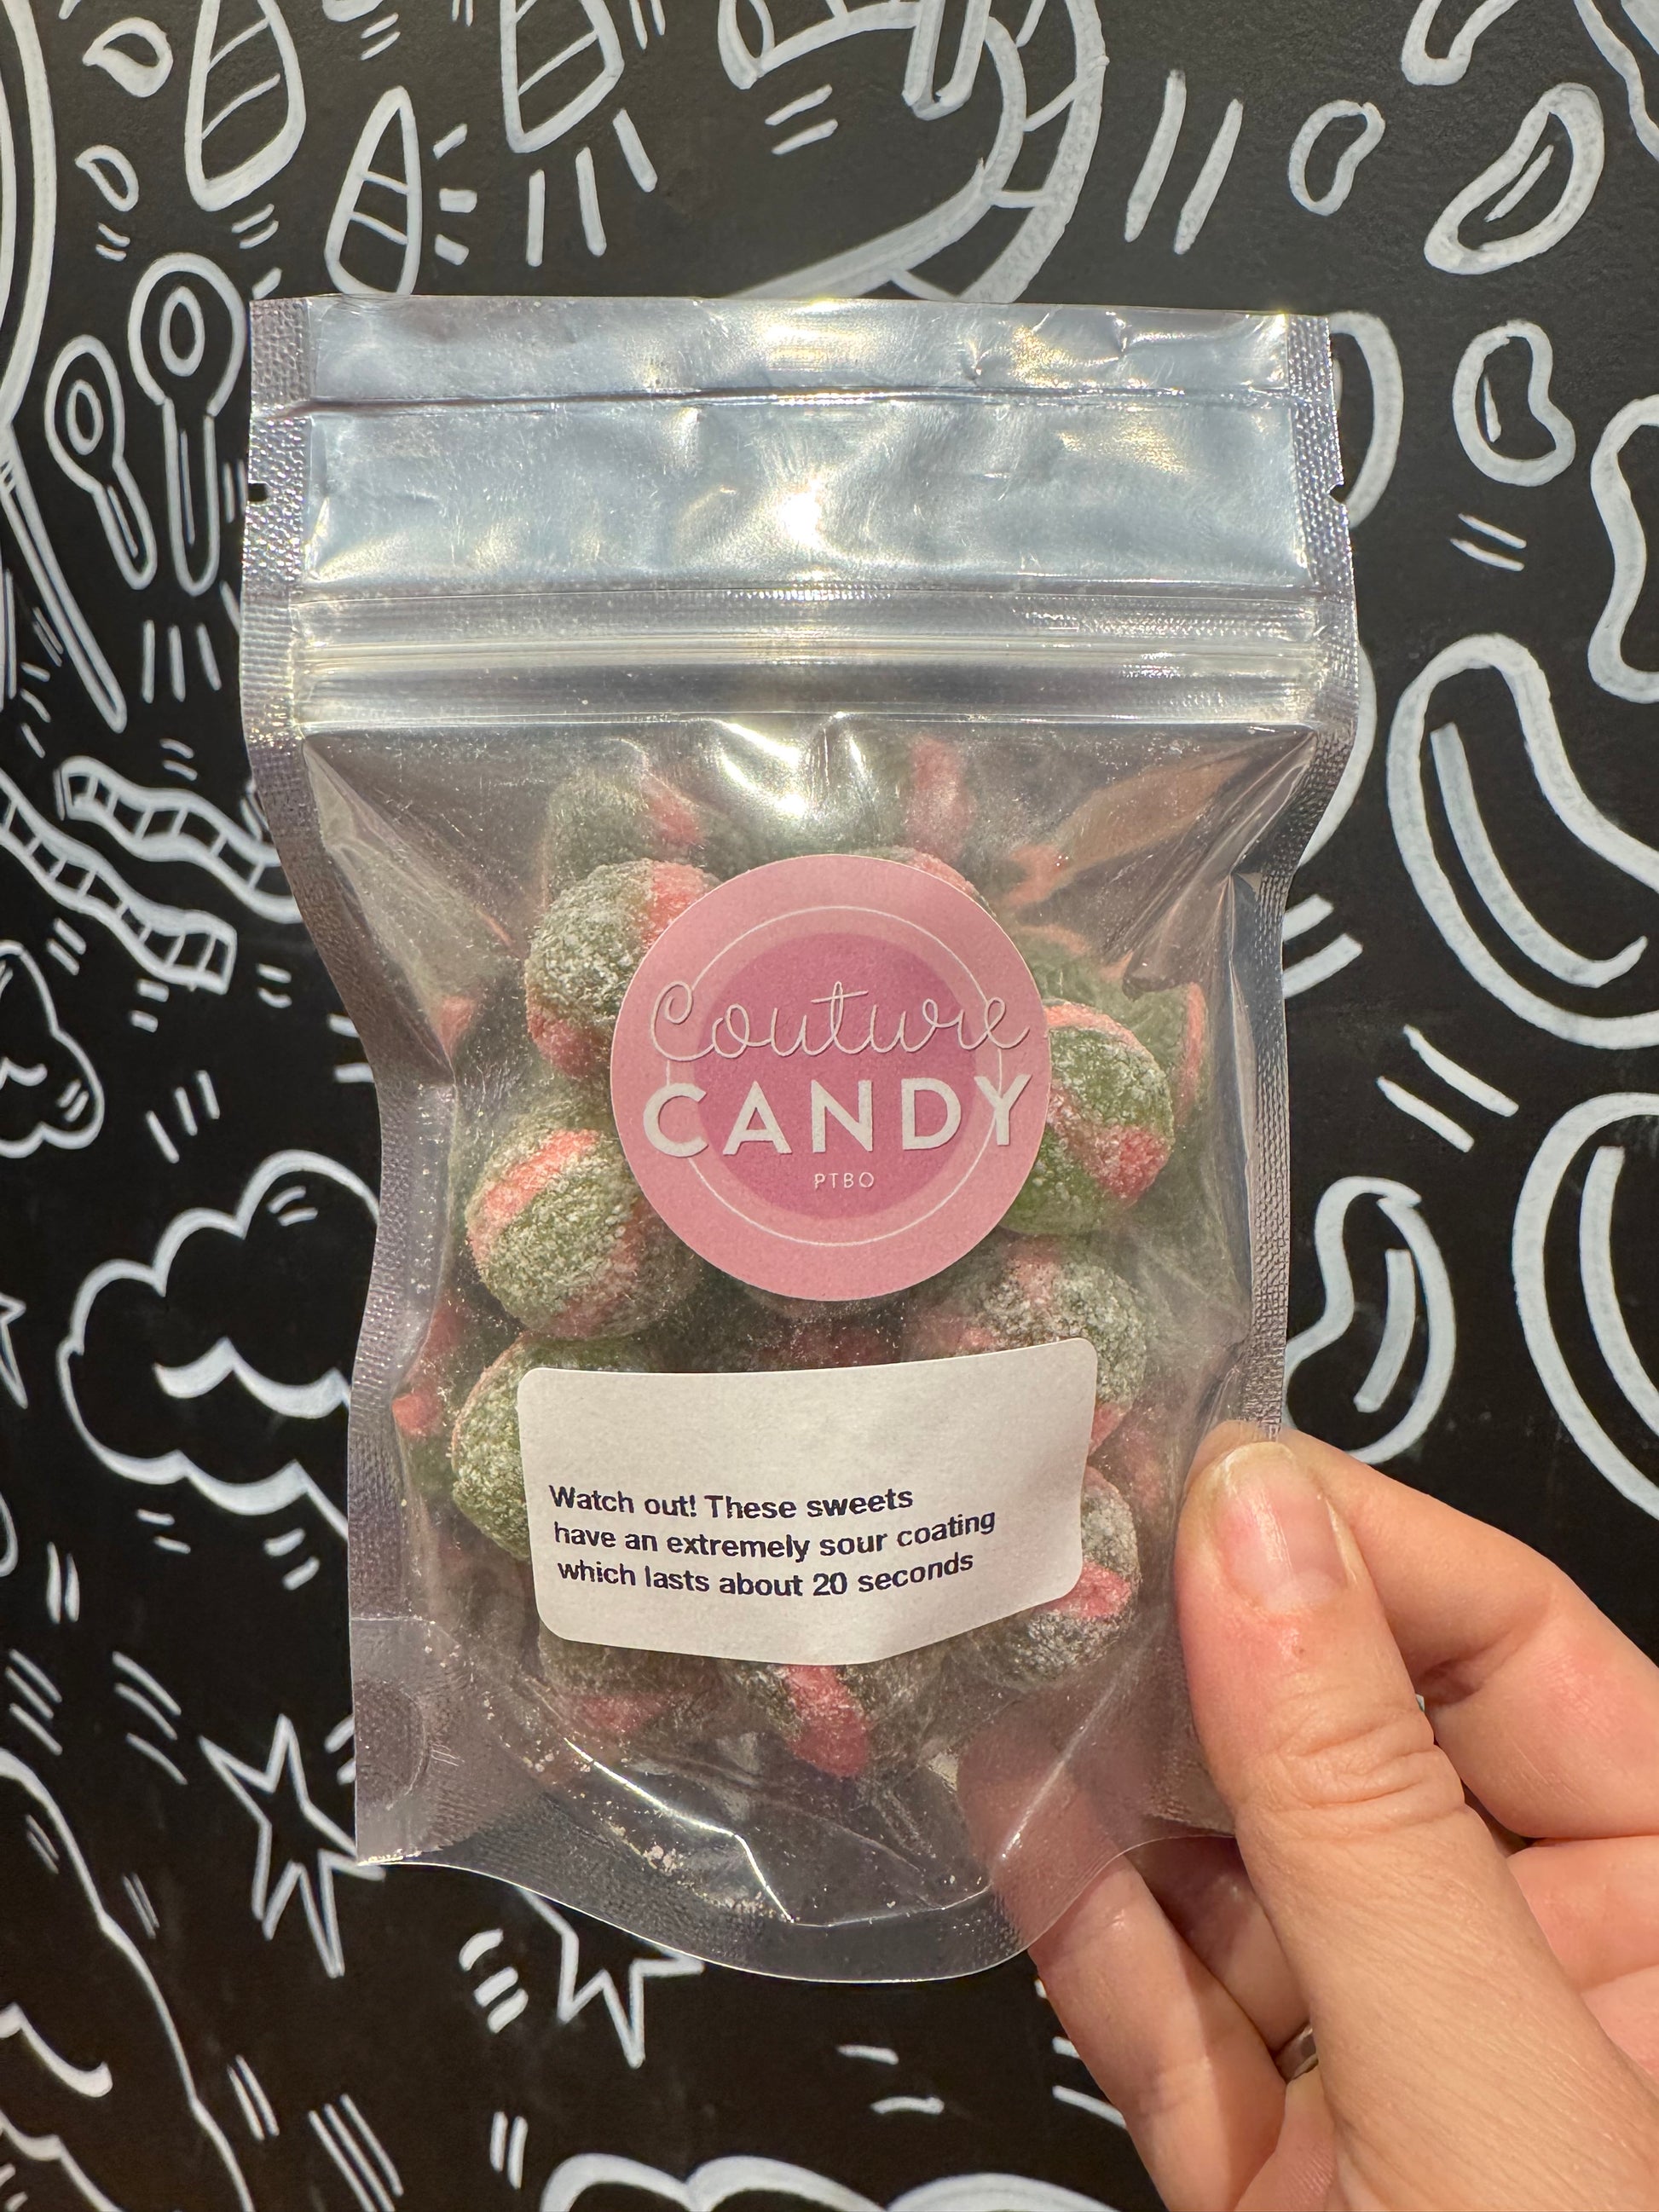 Couture
CANDY
PTBO
Watch out! These sweets
have an extremely sour coating
which lasts about 20 seconds